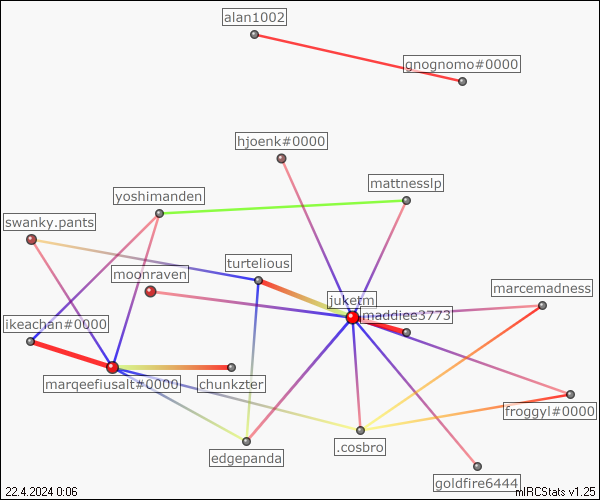 alan1002
gnognomo#0000
hjoenk#0000
mattnesslp
yoshimanden
swanky.pants
turtelious
moonraven
marcemadness
juketm
maddiee3773
ikeachan#0000
marqeefiusalt#0000
chunkzter
froggyl#0000
.cosbro
edgepanda
goldfire6444
22.4.2024 0:06
mIRCStats v1.25